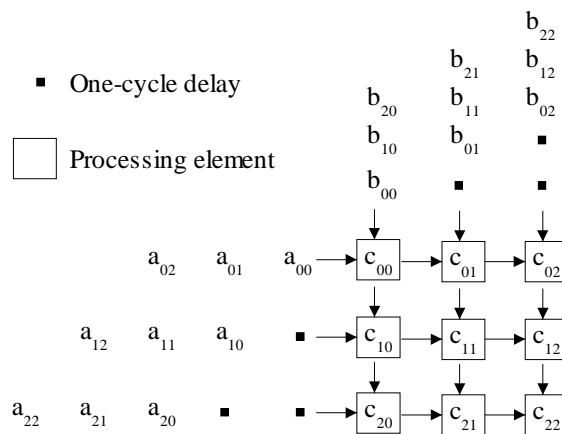 b₂₂
b₂₁ b₁₂
One-cycle delay b₂₀ b₁₁ b₀₂
Processing element b₁₀ b₀₁
b₀₀
a₀₂ a₀₁ a₀₀ c₀₀ c₀₁ c₀₂
a₁₂ a₁₁ a₁₀ c₁₀ c₁₁ c₁₂
a₂₂ a₂₁ a₂₀ c₂₀ c₂₁ c₂₂